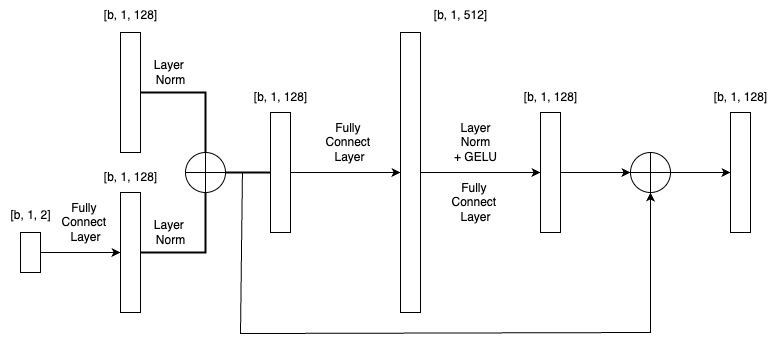 [b, 1, 128]
Layer
Norm
[b, 1, 512]
[b, 1, 128]
Fully
Connect
Layer
Layer
Norm
+ GELU
Fully
Connect
Layer
[b, 1, 128]
[b, 1, 128]
[b, 1, 128]
[b, 1, 2]
Fully
Connect
Layer
Layer
Norm